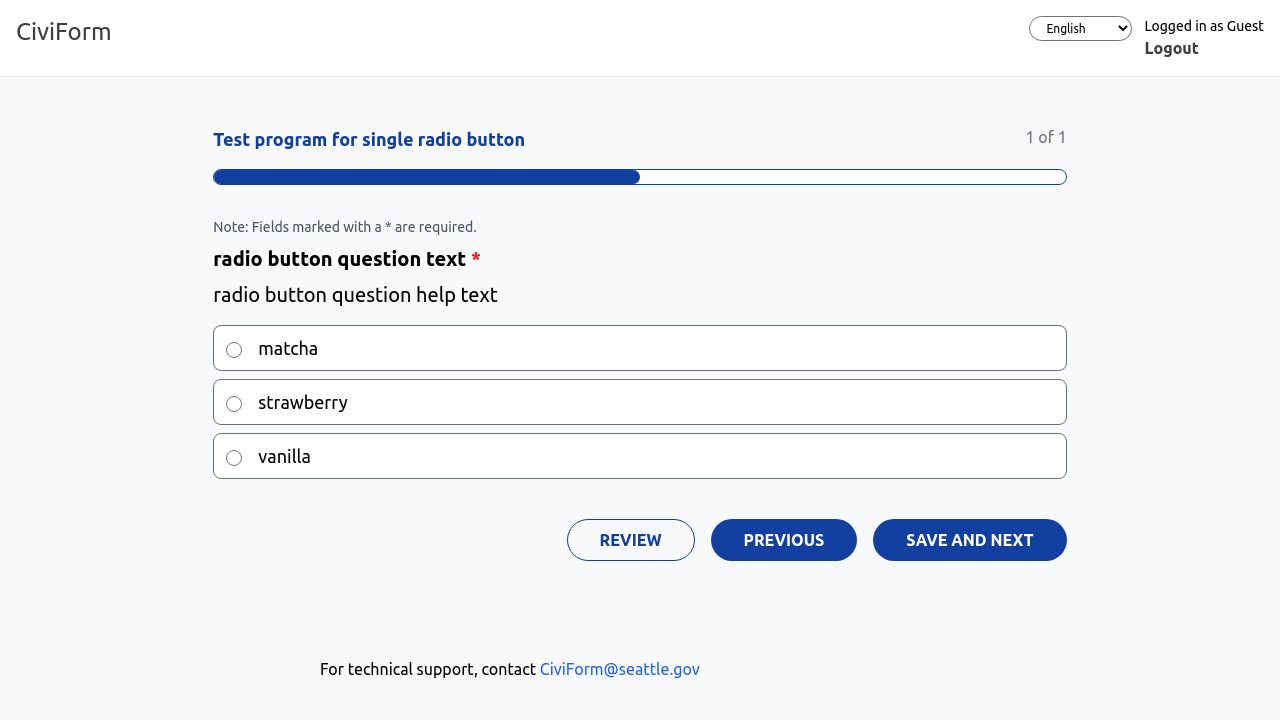 CiviForm
English
Logged in as Guest
Logout
Test program for single radio button
1 of 1
Note: Fields marked with a * are required.
radio button question text *
radio button question help text
matcha
strawberry
vanilla
REVIEW
PREVIOUS
SAVE AND NEXT
For technical support, contact CiviForm@seattle.gov